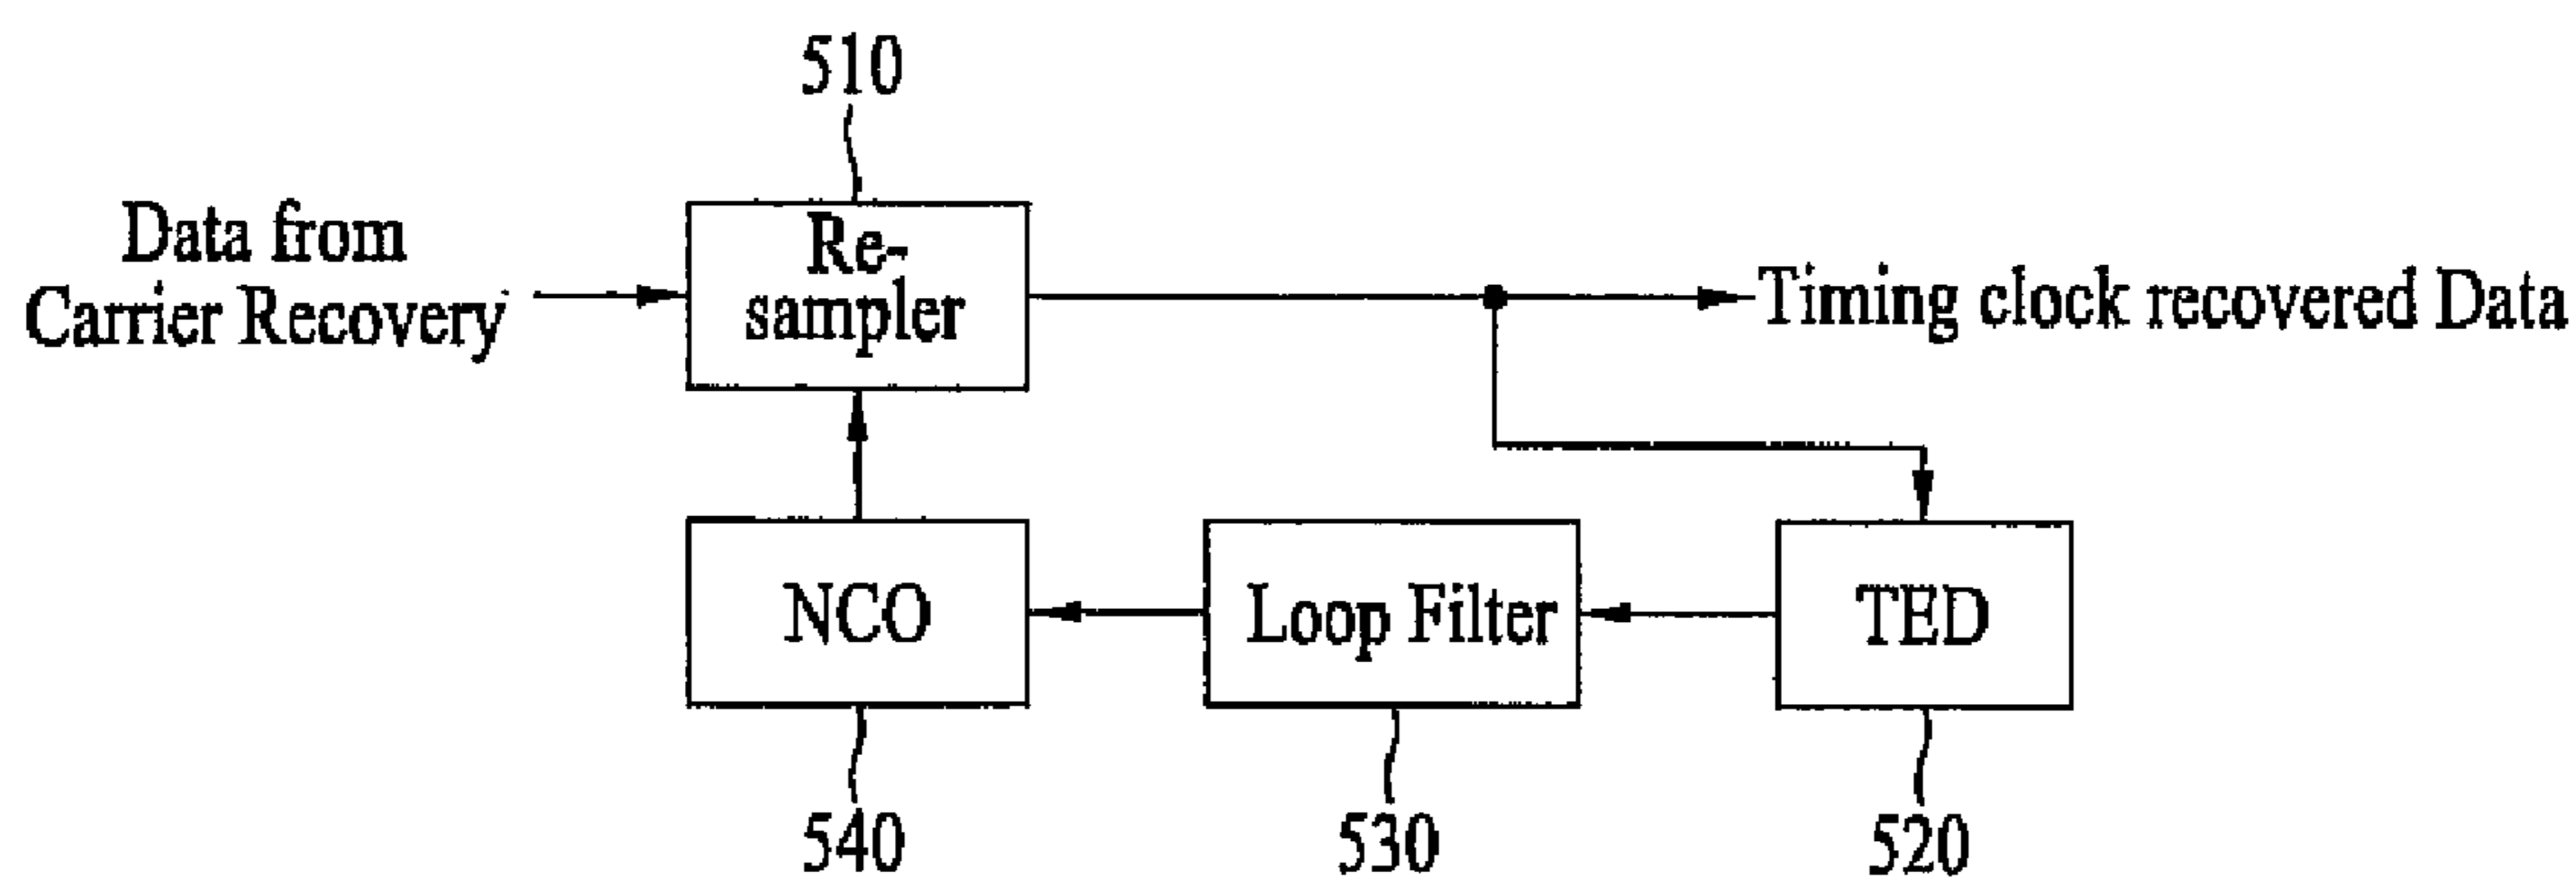 510
Data from
Carrier Recovery
Re-
sampler
Timing clock recovered Data
NCO
Loop Filter
TED
540
530
520